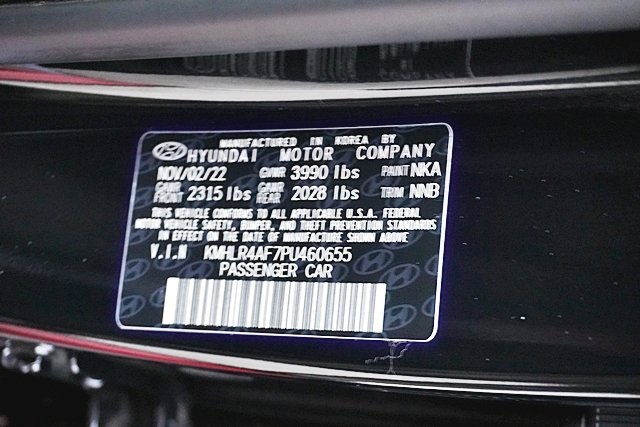 MANUFACTURED IN KOREA BY
HYUNDAI MOTOR COMPANY
NOV/02/22 GVWR 3990 lbs PAINT NKA
GAWR FRONT 2315 lbs GAWR REAR 2028 lbs TRIM NNB
THIS VEHICLE CONFORMS TO ALL APPLICABLE U.S.A. FEDERAL
MOTOR VEHICLE SAFETY, BUMPER, AND THEFT PREVENTION STANDARDS
IN EFFECT ON THE DATE OF MANUFACTURE SHOWN ABOVE
V.I.N KMHLR4AF7PU460655
PASSENGER CAR